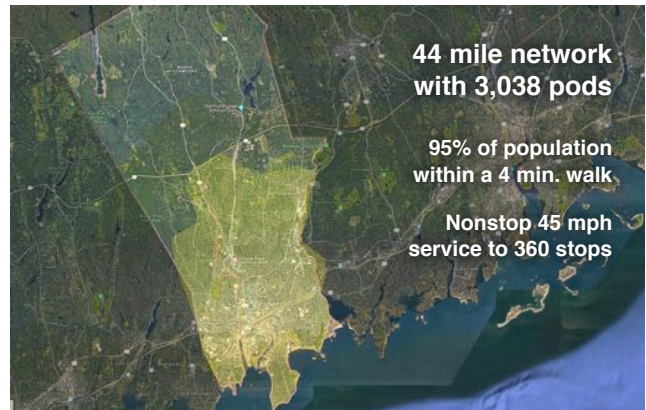 44 mile network
with 3,038 pods
95% of population
within a 4 min. walk
Nonstop 45 mph
service to 360 stops